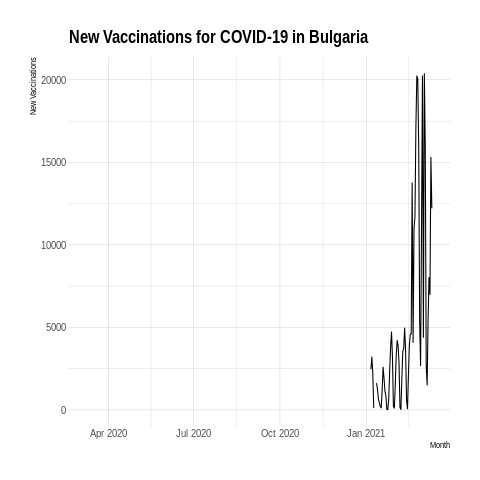 New Vaccinations for COVID-19 in Bulgaria
New Vaccinations
20000
15000
10000
5000
0
Apr 2020 Jul 2020 Oct 2020 Jan 2021
Month